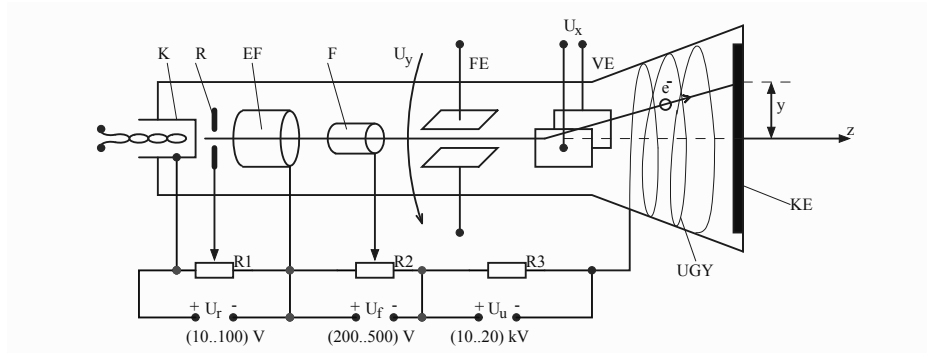 K R EF F U_y FE U_x VE
e⁻
y
z
KE
UGY
R1 R2 R3
+ U_r - + U_f - + U_u -
(10..100) V (200..500) V (10..20) kV